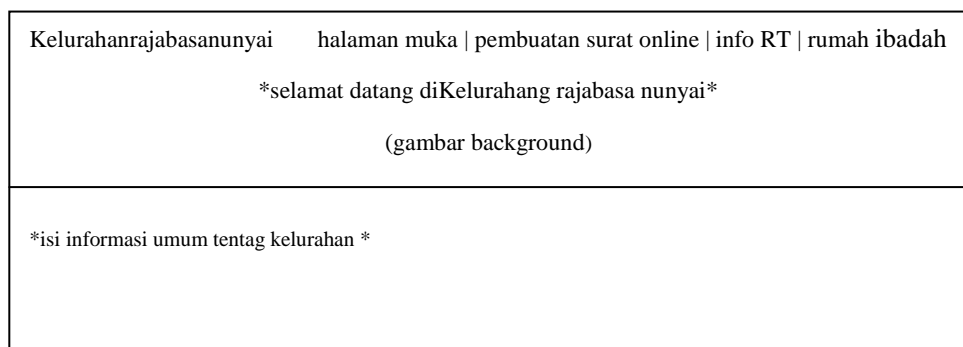 Kelurahanrajabasanunyai halaman muka | pembuatan surat online | info RT | rumah ibadah
*selamat datang diKelurahang rajabasa nunyai*
(gambar background)
*isi informasi umum tentag kelurahan *